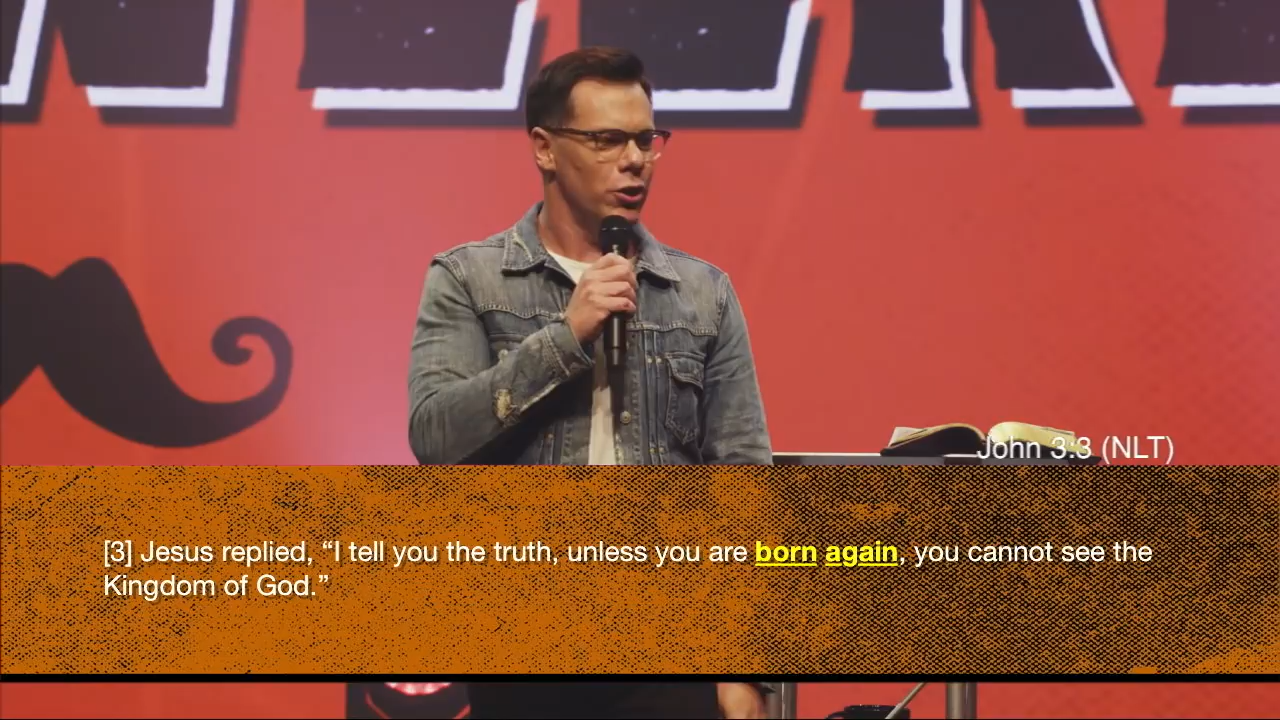 John 3:3 (NLT)
[3] Jesus replied, “I tell you the truth, unless you are born again, you cannot see the
Kingdom of God.”